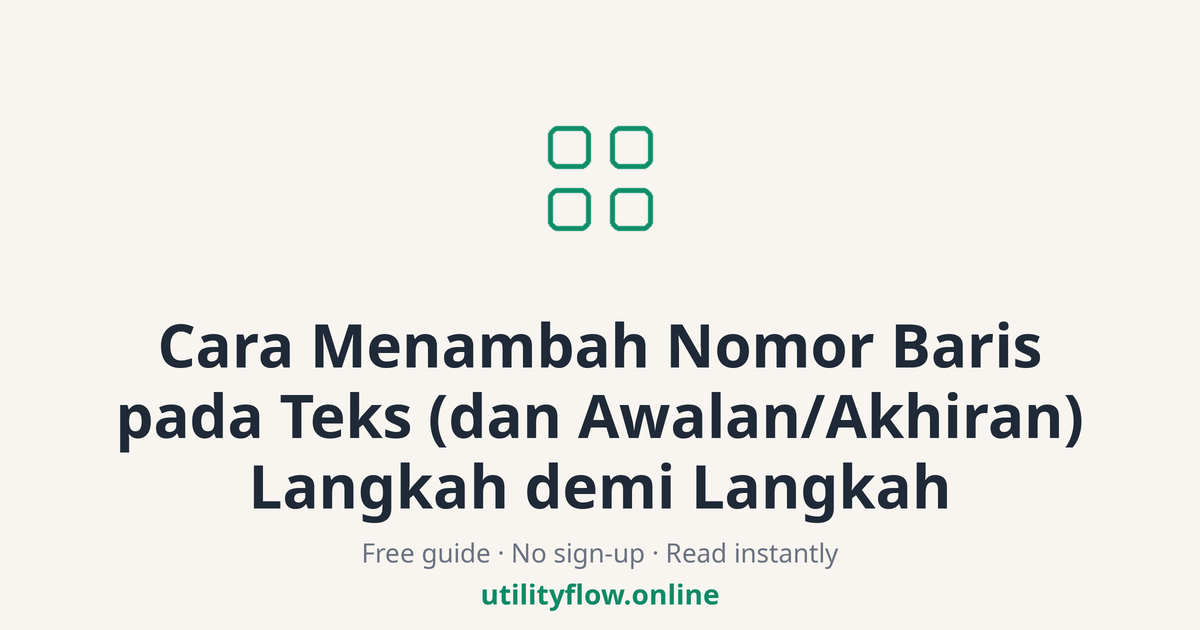 Cara Menambah Nomor Baris
pada Teks (dan Awalan/Akhiran)
Langkah demi Langkah
Free guide · No sign-up · Read instantly
utilityflow.online